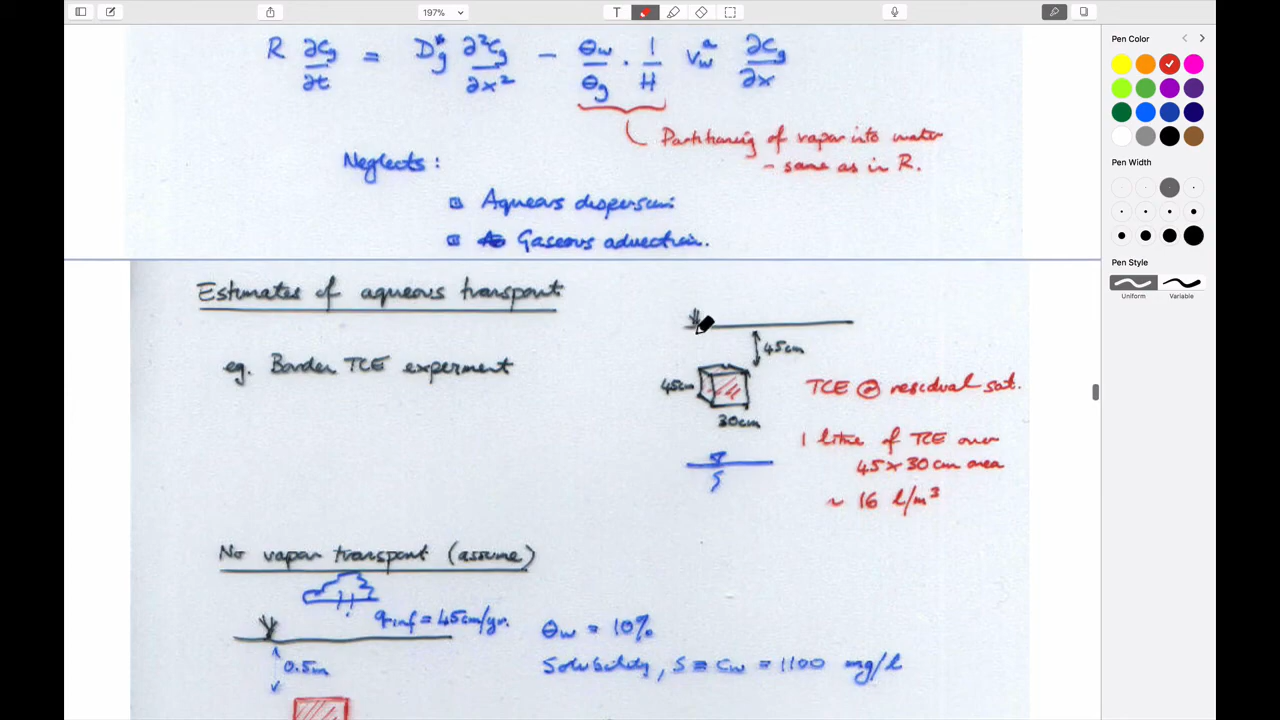 197%
T
Pen Color
R ∂Cg/∂t = Dg* ∂²Cg/∂x² − θw/θg · 1/H vwᵃ ∂Cg/∂x
Partitioning of vapor into water
- same as in R.
Neglects:
Aqueous dispersion
Gaseous advection.
Pen Width
Pen Style
Uniform
Variable
Estimates of aqueous transport
eg. Borden TCE experiment
45cm
45cm
30cm
TCE @ residual sat.
1 litre of TCE over
45 x 30 cm area
~ 16 l/m³
No vapor transport (assume)
qinf = 45cm/yr.
0.5m
θw = 10%
Solubility, S ≡ Cw = 1100 mg/l